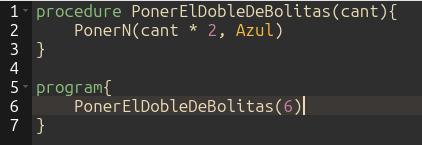 1 procedure PonerElDobleDeBolitas(cant){
2     PonerN(cant * 2, Azul)
3 }
4
5 program{
6     PonerElDobleDeBolitas(6)
7 }